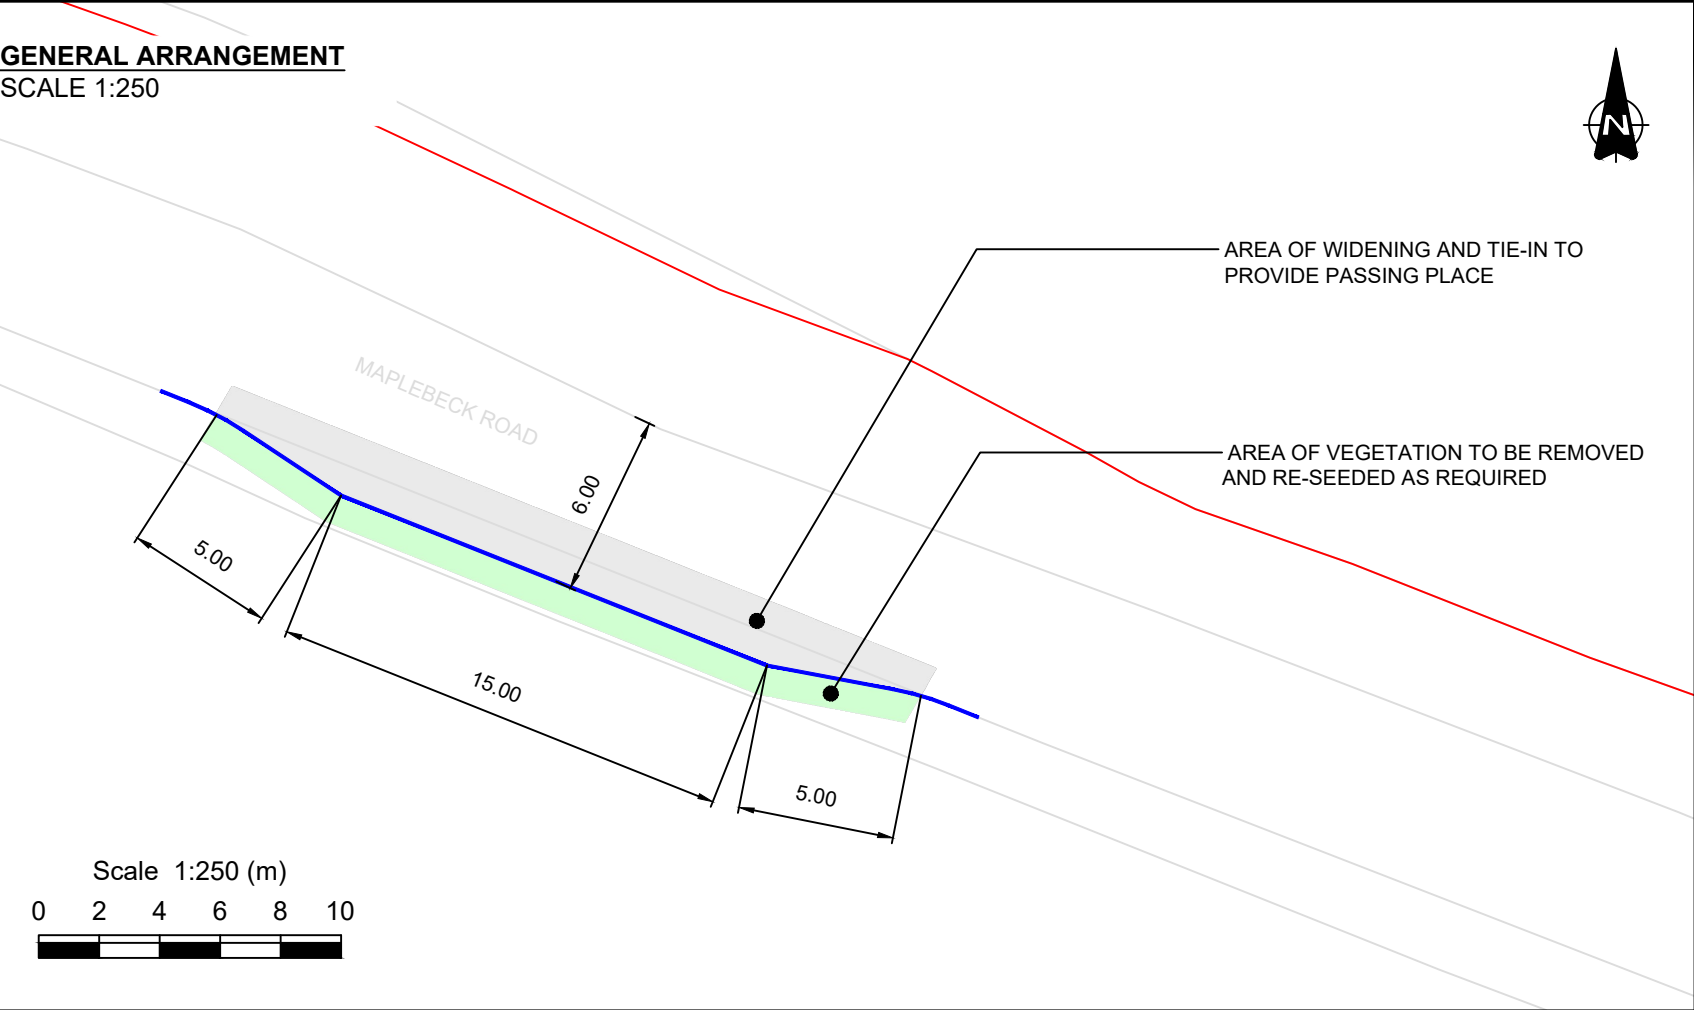 GENERAL ARRANGEMENT
SCALE 1:250
N
AREA OF WIDENING AND TIE-IN TO
PROVIDE PASSING PLACE
MAPLEBECK ROAD
AREA OF VEGETATION TO BE REMOVED
AND RE-SEEDED AS REQUIRED
6.00
5.00
15.00
5.00
Scale 1:250 (m)
0 2 4 6 8 10